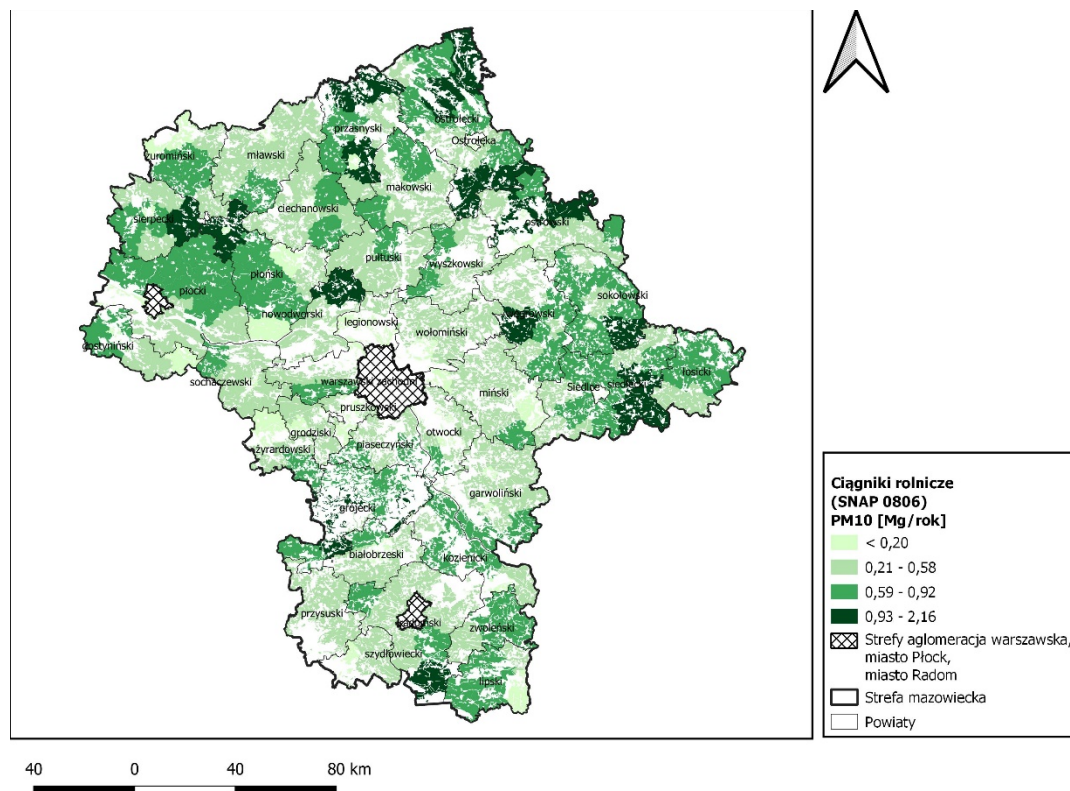 ostrołęcki
przasnyski
Ostrołęka
żuromiński
mławski
makowski
ciechanowski
sierpecki
ostrowski
pułtuski
wyszkowski
płoński
płocki
sokołowski
nowodworski
legionowski
wołomiński
gostyniński
sochaczewski
warszawski zachodni
łosicki
Siedlce
miński
pruszkowski
grodziski
otwocki
żyrardowski
piaseczyński
garwoliński
grójecki
białobrzeski
kozienicki
przysuski
zwoleński
szydłowiecki
lipski
Ciągniki rolnicze
(SNAP 0806)
PM10 [Mg/rok]
< 0,20
0,21 - 0,58
0,59 - 0,92
0,93 - 2,16
Strefy aglomeracja warszawska,
miasto Płock,
miasto Radom
Strefa mazowiecka
Powiaty
40 0 40 80 km